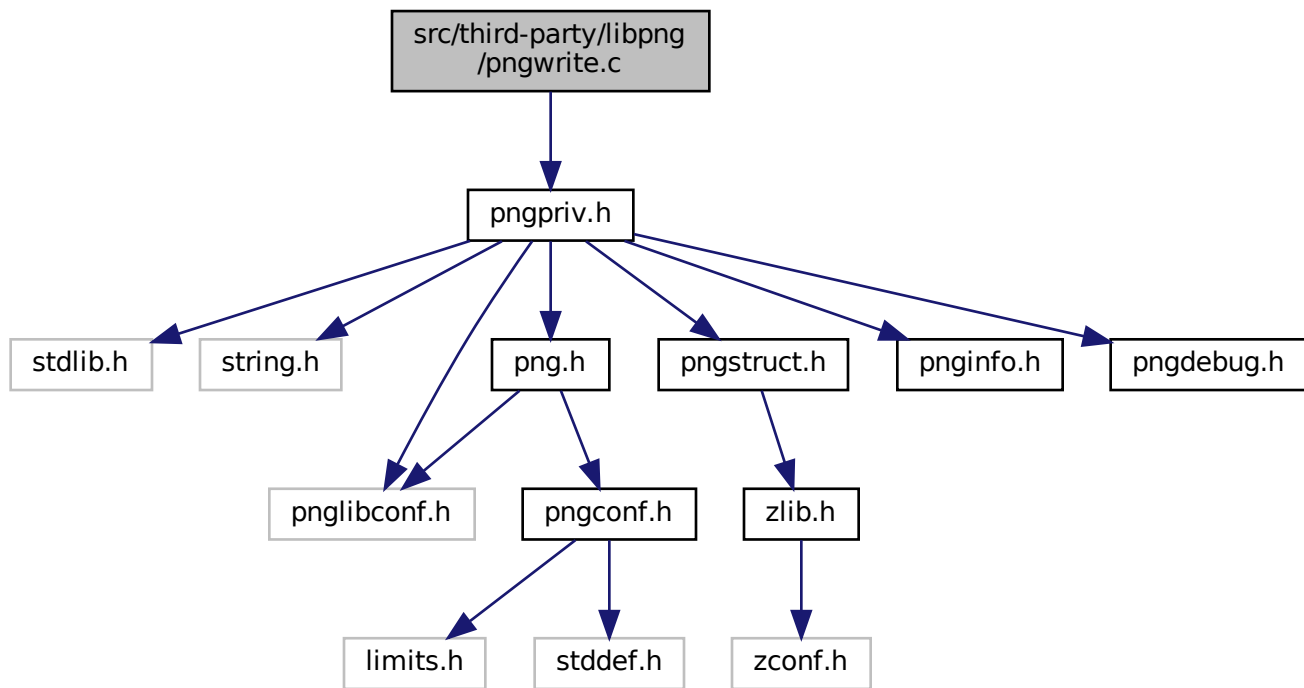 src/third-party/libpng
/pngwrite.c
pngpriv.h
stdlib.h
string.h
png.h
pngstruct.h
pnginfo.h
pngdebug.h
pnglibconf.h
pngconf.h
zlib.h
limits.h
stddef.h
zconf.h